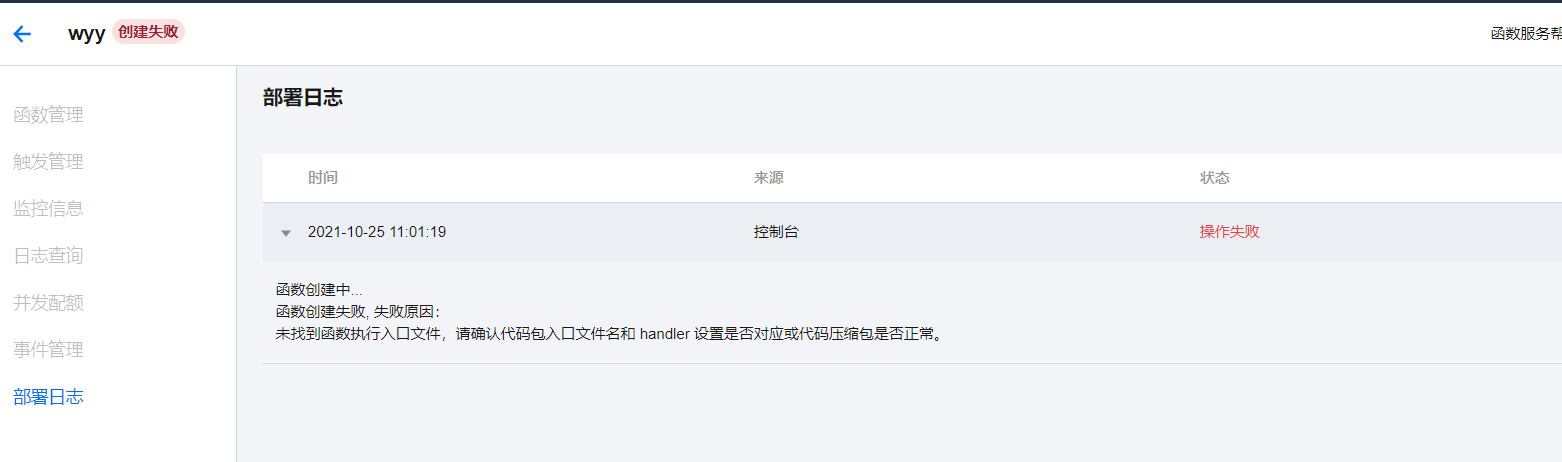 wyy 创建失败
函数服务帮
函数管理
触发管理
监控信息
日志查询
并发配额
事件管理
部署日志
部署日志
时间 来源 状态
2021-10-25 11:01:19 控制台 操作失败
函数创建中...
函数创建失败, 失败原因：
未找到函数执行入口文件，请确认代码包入口文件名和 handler 设置是否对应或代码压缩包是否正常。